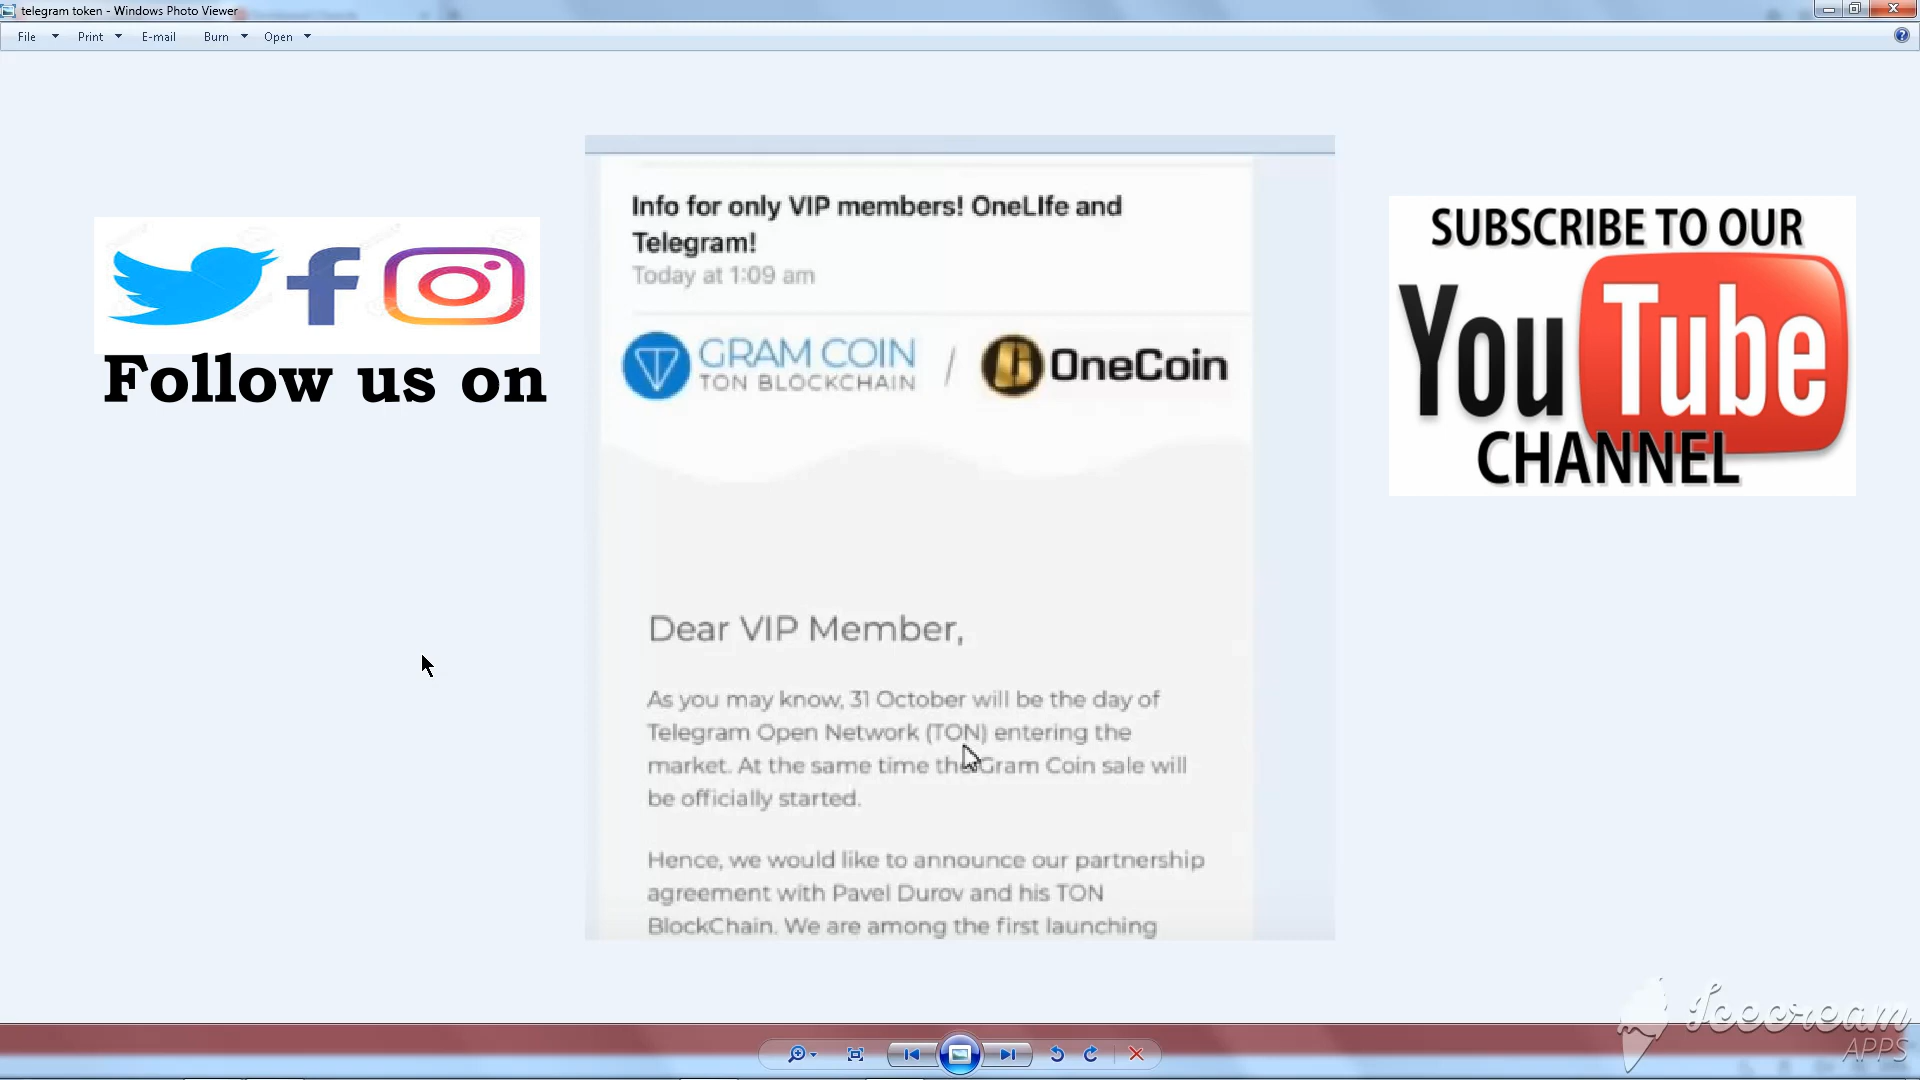 telegram token - Windows Photo Viewer
File Print E-mail Burn Open
Info for only VIP members! OneLIfe and
Telegram!
Today at 1:09 am
GRAM COIN
TON BLOCKCHAIN
OneCoin
Dear VIP Member,
As you may know, 31 October will be the day of
Telegram Open Network (TON) entering the
market. At the same time the Gram Coin sale will
be officially started.
Hence, we would like to announce our partnership
agreement with Pavel Durov and his TON
BlockChain. We are among the first launching
Follow us on
SUBSCRIBE TO OUR
YouTube
CHANNEL
Icecream
APPS